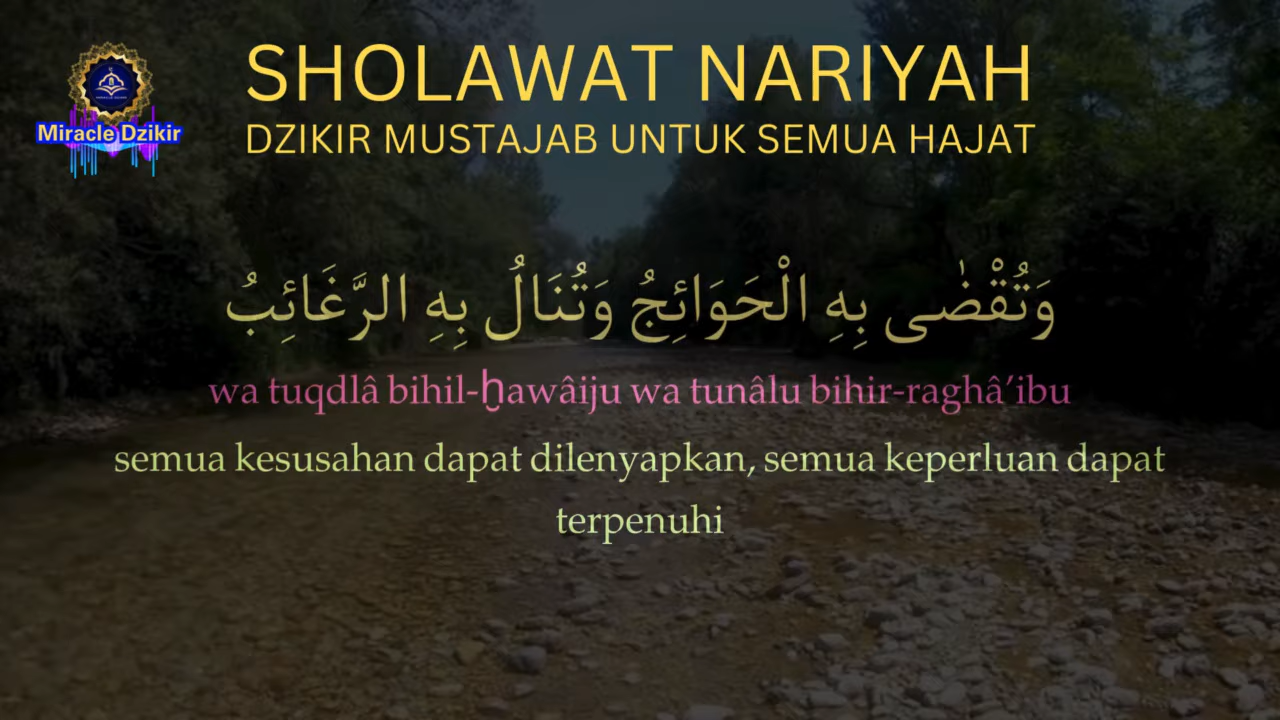 SHOLAWAT NARIYAH
DZIKIR MUSTAJAB UNTUK SEMUA HAJAT
Miracle Dzikir
وَتُقْضٰى بِهِ الْحَوَائِجُ وَتُنَالُ بِهِ الرَّغَائِبُ
wa tuqdlâ bihil-ḫawâiju wa tunâlu bihir-raghâ’ibu
semua kesusahan dapat dilenyapkan, semua keperluan dapat
terpenuhi